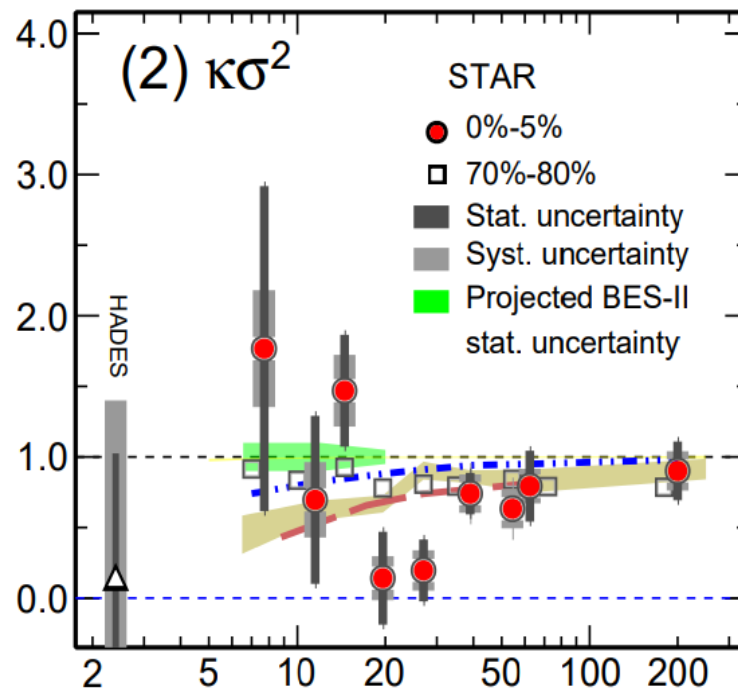 (2) κσ²
STAR
0%-5%
70%-80%
Stat. uncertainty
Syst. uncertainty
Projected BES-II
stat. uncertainty
HADES
4.0
3.0
2.0
1.0
0.0
2 5 10 20 50 100 200